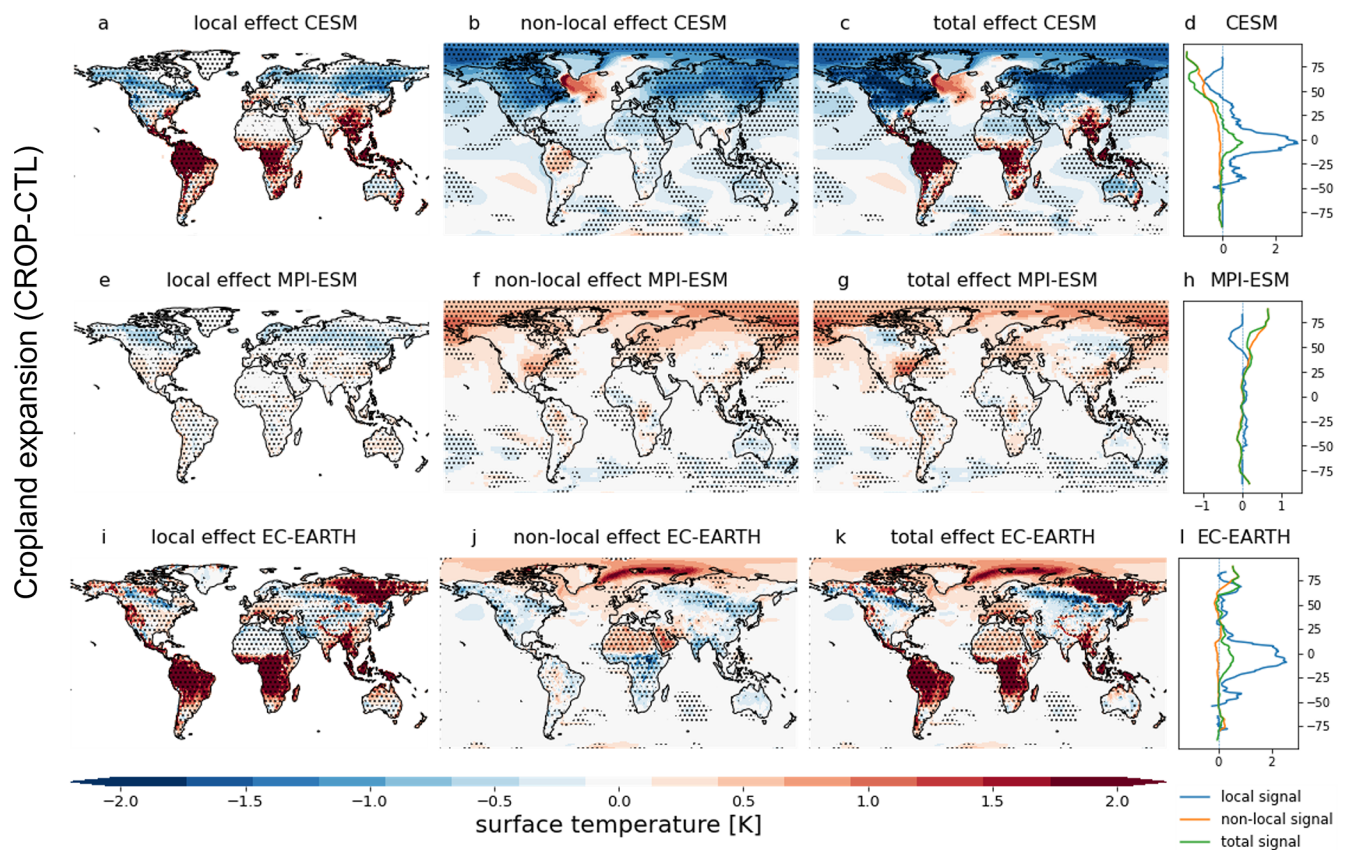 a local effect CESM
b non-local effect CESM
c total effect CESM
d CESM
75
50
25
0
−25
−50
−75
0 2
e local effect MPI-ESM
f non-local effect MPI-ESM
g total effect MPI-ESM
h MPI-ESM
75
50
25
0
−25
−50
−75
−1 0 1
i local effect EC-EARTH
j non-local effect EC-EARTH
k total effect EC-EARTH
l EC-EARTH
75
50
25
0
−25
−50
−75
0 2
Cropland expansion (CROP-CTL)
−2.0 −1.5 −1.0 −0.5 0.0 0.5 1.0 1.5 2.0
surface temperature [K]
local signal
non-local signal
total signal